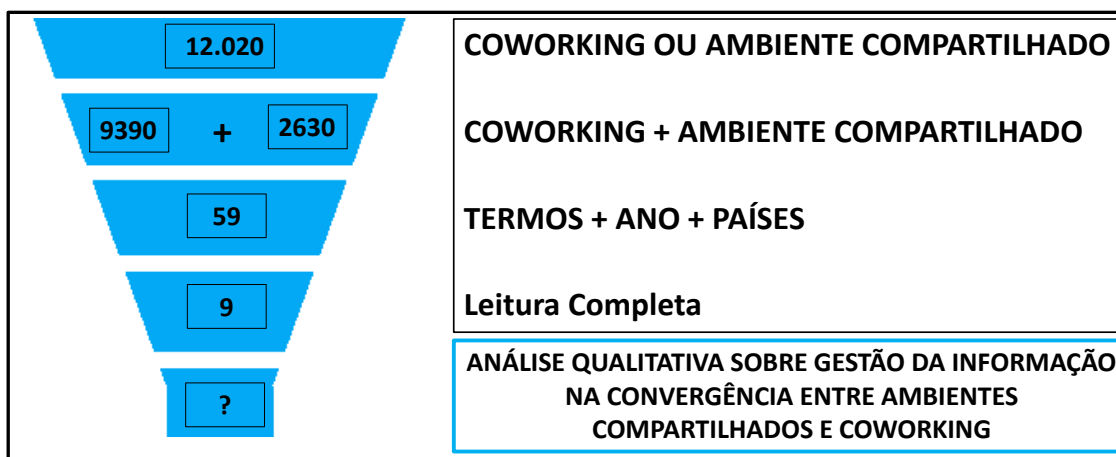 12.020
COWORKING OU AMBIENTE COMPARTILHADO
9390 + 2630
COWORKING + AMBIENTE COMPARTILHADO
59
TERMOS + ANO + PAÍSES
9
Leitura Completa
?
ANÁLISE QUALITATIVA SOBRE GESTÃO DA INFORMAÇÃO
NA CONVERGÊNCIA ENTRE AMBIENTES
COMPARTILHADOS E COWORKING